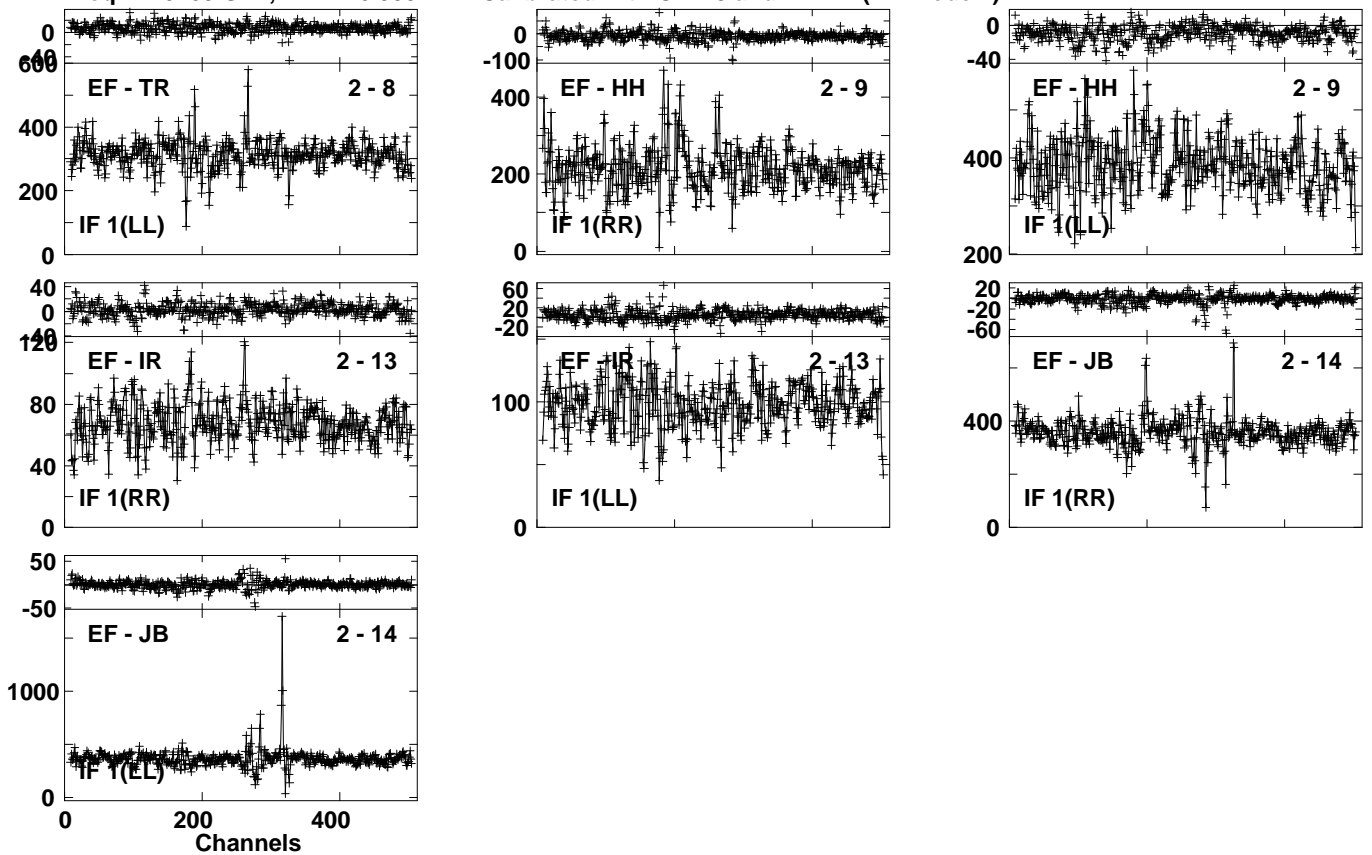 0
-40
600
EF - TR 2 - 8
400
200
IF 1(LL)
0
0
-100
EF - HH 2 - 9
400
200
IF 1(RR)
0
0
-40
EF - HH 2 - 9
400
IF 1(LL)
200
40
0
-40
120
EF - IR 2 - 13
80
40
IF 1(RR)
0
60
20
-20
EF - IR 2 - 13
100
IF 1(LL)
0
20
-20
-60
EF - JB 2 - 14
400
IF 1(RR)
0
50
-50
EF - JB 2 - 14
1000
IF 1(LL)
0
0 200 400
Channels